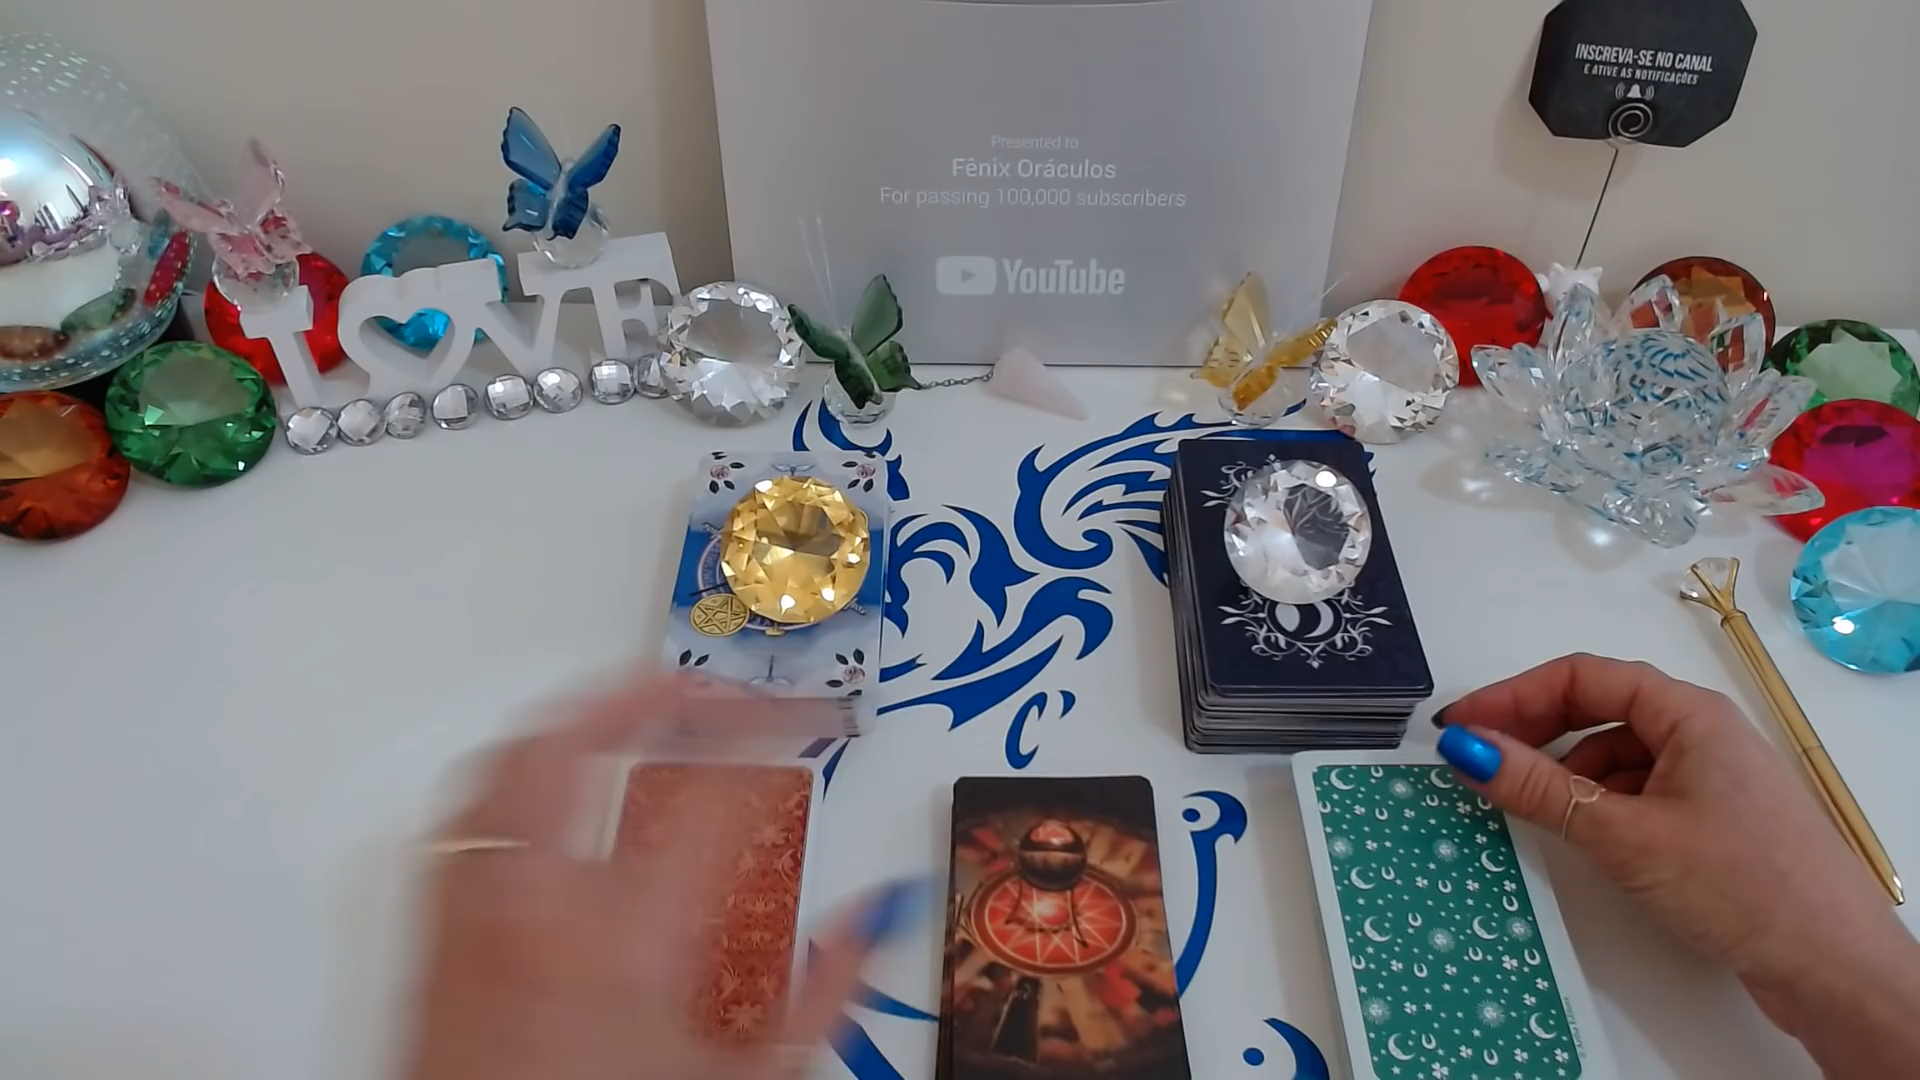 INSCREVA-SE NO CANAL
E ATIVE AS NOTIFICAÇÕES
Presented to
Fênix Oráculos
For passing 100,000 subscribers
YouTube
LOVE